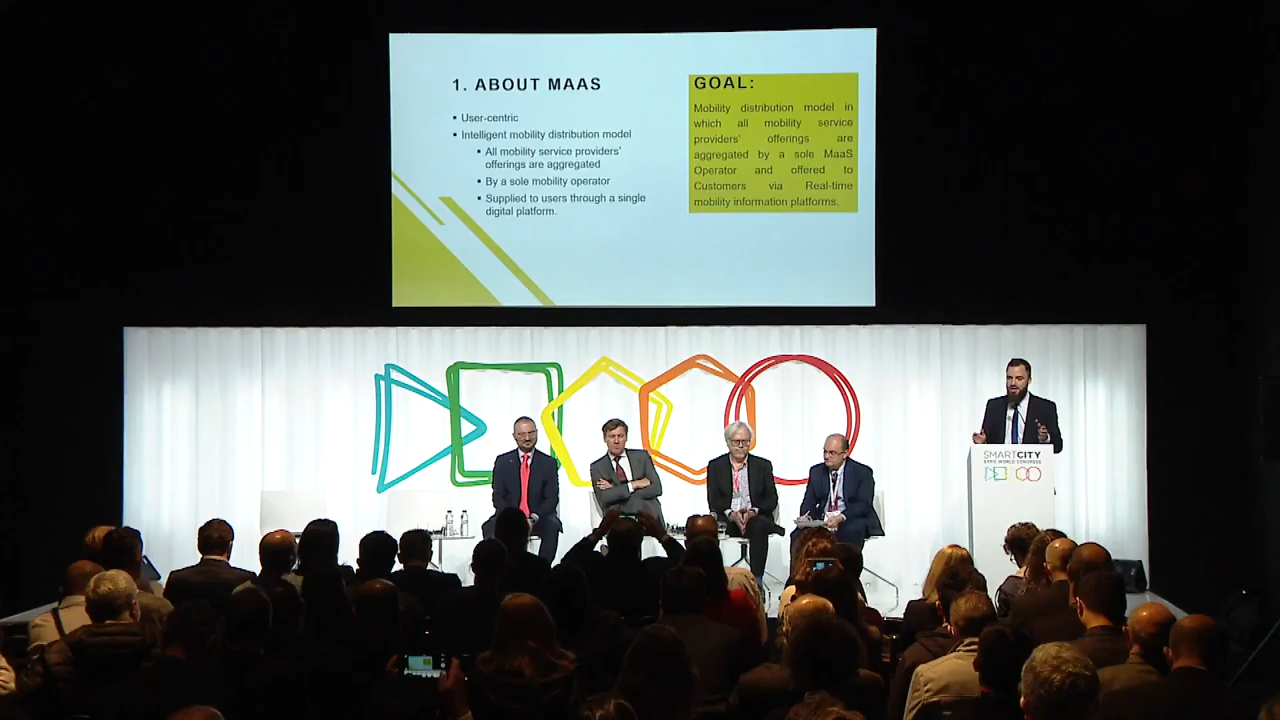 1. ABOUT MAAS
▪ User-centric
▪ Intelligent mobility distribution model
▪ All mobility service providers'
offerings are aggregated
▪ By a sole mobility operator
▪ Supplied to users through a single
digital platform.
GOAL:
Mobility distribution model in
which all mobility service
providers' offerings are
aggregated by a sole MaaS
Operator and offered to
Customers via Real-time
mobility information platforms.
SMARTCITY
EXPO WORLD CONGRESS